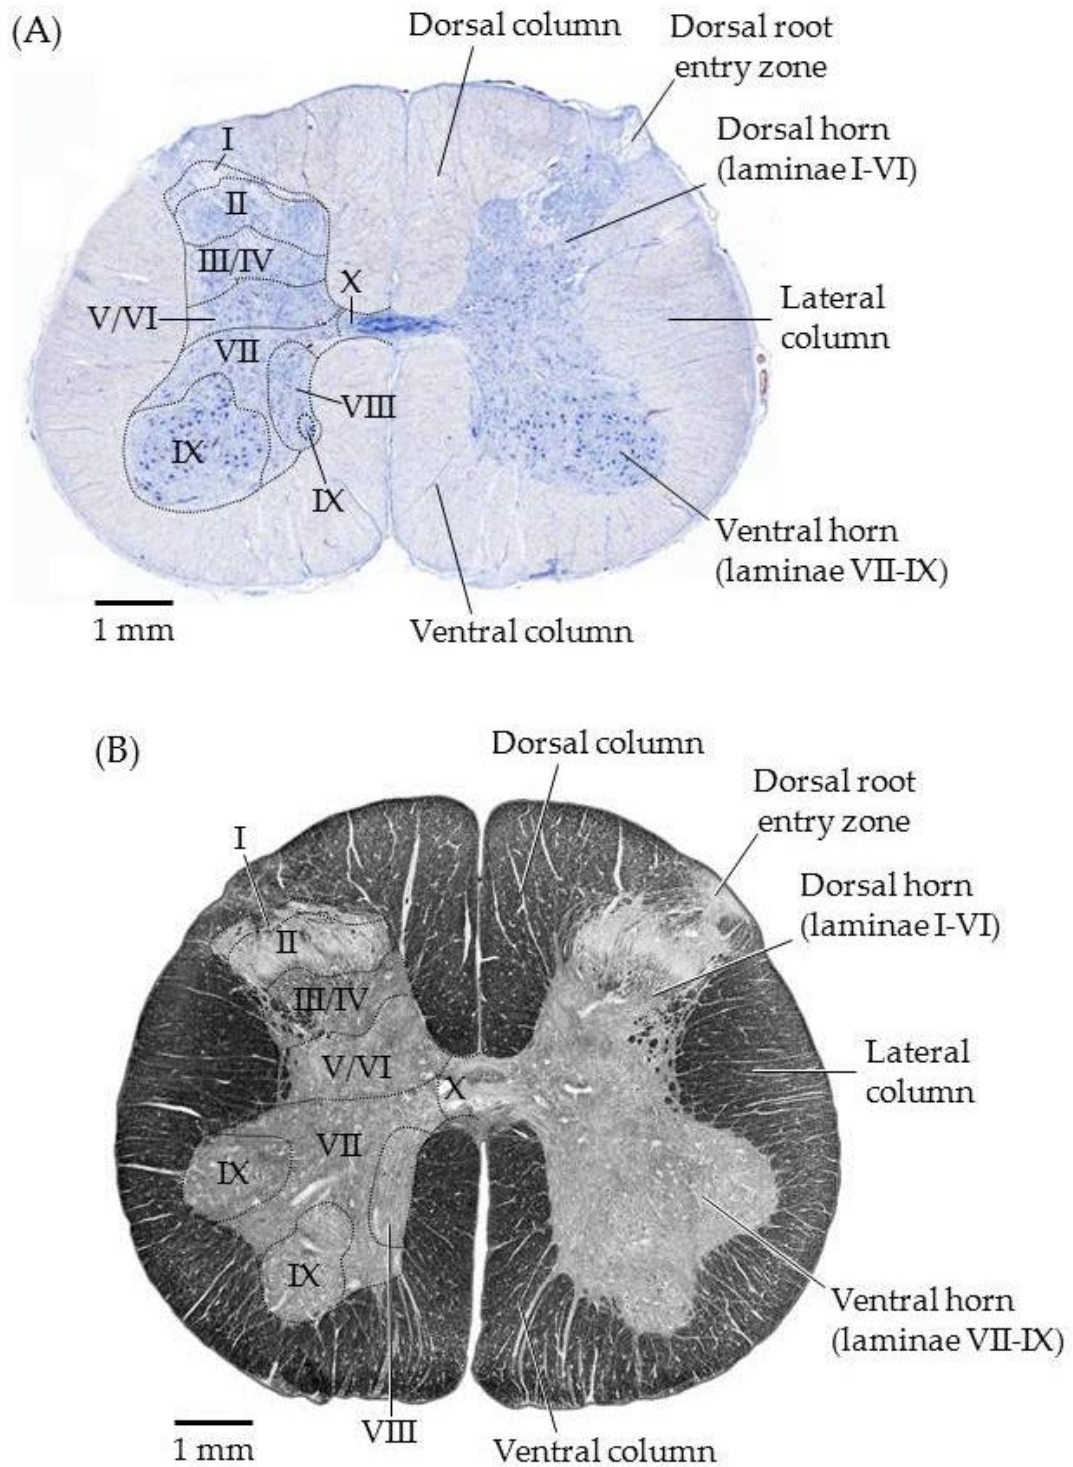 (A)
Dorsal column
Dorsal root
entry zone
Dorsal horn
(laminae I-VI)
I
II
III/IV
X
V/VI
Lateral
column
VII
VIII
IX
IX
Ventral horn
(laminae VII-IX)
1 mm
Ventral column
(B)
Dorsal column
Dorsal root
entry zone
I
Dorsal horn
(laminae I-VI)
II
III/IV
Lateral
column
V/VI
X
VII
IX
IX
Ventral horn
(laminae VII-IX)
VIII
1 mm
Ventral column